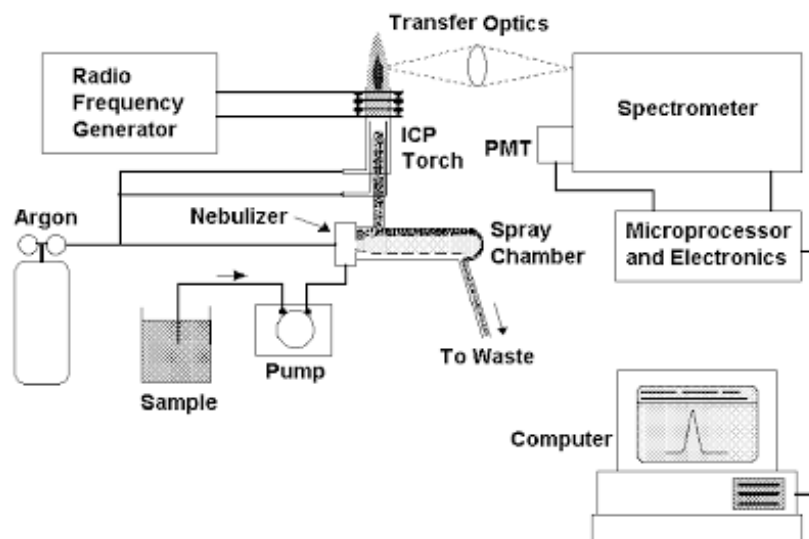 Transfer Optics
Radio
Frequency
Generator
Spectrometer
ICP
Torch
PMT
Argon
Nebulizer
Spray
Chamber
Microprocessor
and Electronics
To Waste
Pump
Sample
Computer